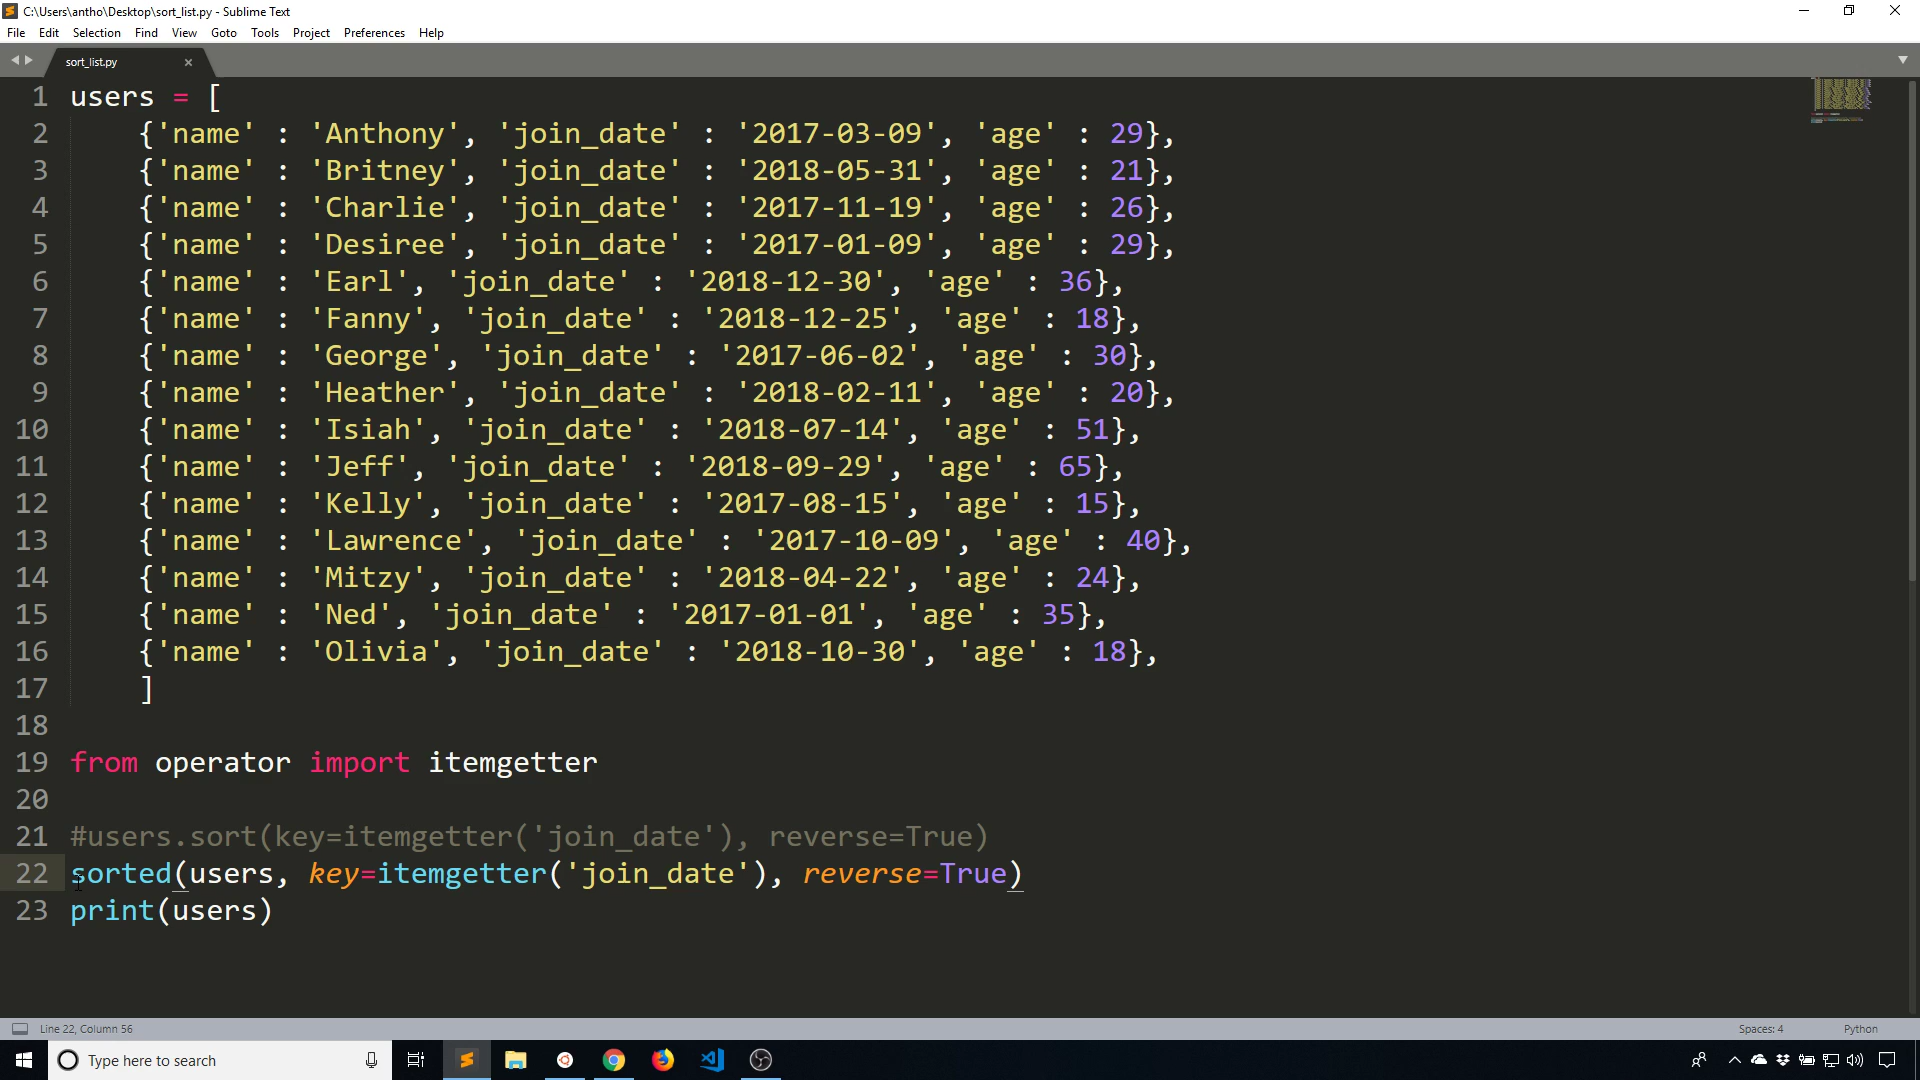 C:\Users\antho\Desktop\sort_list.py - Sublime Text
File Edit Selection Find View Goto Tools Project Preferences Help
sort_list.py
1 users = [
2 {'name' : 'Anthony', 'join_date' : '2017-03-09', 'age' : 29},
3 {'name' : 'Britney', 'join_date' : '2018-05-31', 'age' : 21},
4 {'name' : 'Charlie', 'join_date' : '2017-11-19', 'age' : 26},
5 {'name' : 'Desiree', 'join_date' : '2017-01-09', 'age' : 29},
6 {'name' : 'Earl', 'join_date' : '2018-12-30', 'age' : 36},
7 {'name' : 'Fanny', 'join_date' : '2018-12-25', 'age' : 18},
8 {'name' : 'George', 'join_date' : '2017-06-02', 'age' : 30},
9 {'name' : 'Heather', 'join_date' : '2018-02-11', 'age' : 20},
10 {'name' : 'Isiah', 'join_date' : '2018-07-14', 'age' : 51},
11 {'name' : 'Jeff', 'join_date' : '2018-09-29', 'age' : 65},
12 {'name' : 'Kelly', 'join_date' : '2017-08-15', 'age' : 15},
13 {'name' : 'Lawrence', 'join_date' : '2017-10-09', 'age' : 40},
14 {'name' : 'Mitzy', 'join_date' : '2018-04-22', 'age' : 24},
15 {'name' : 'Ned', 'join_date' : '2017-01-01', 'age' : 35},
16 {'name' : 'Olivia', 'join_date' : '2018-10-30', 'age' : 18},
17 ]
18
19 from operator import itemgetter
20
21 #users.sort(key=itemgetter('join_date'), reverse=True)
22 sorted(users, key=itemgetter('join_date'), reverse=True)
23 print(users)
Line 22, Column 56 Spaces: 4 Python
Type here to search